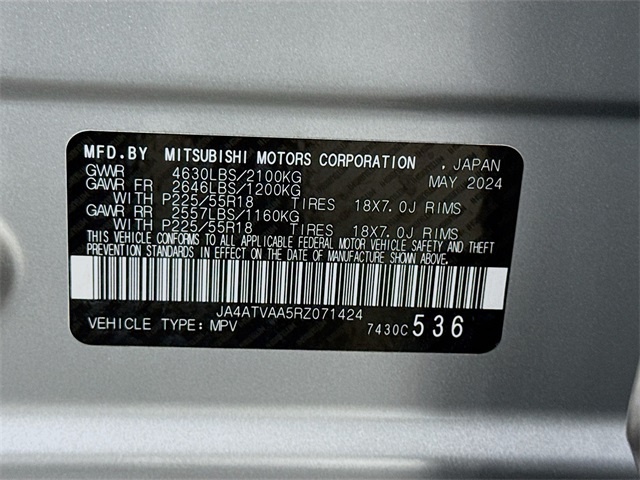 MFD.BY MITSUBISHI MOTORS CORPORATION . JAPAN
GVWR 4630LBS/2100KG MAY 2024
GAWR FR 2646LBS/1200KG
WITH P225/55R18 TIRES 18X7.0J RIMS
GAWR RR 2557LBS/1160KG
WITH P225/55R18 TIRES 18X7.0J RIMS
THIS VEHICLE CONFORMS TO ALL APPLICABLE FEDERAL MOTOR VEHICLE SAFETY AND THEFT
PREVENTION STANDARDS IN EFFECT ON THE DATE OF MANUFACTURE SHOWN ABOVE.
JA4ATVAA5RZ071424
VEHICLE TYPE:MPV 7430C 536